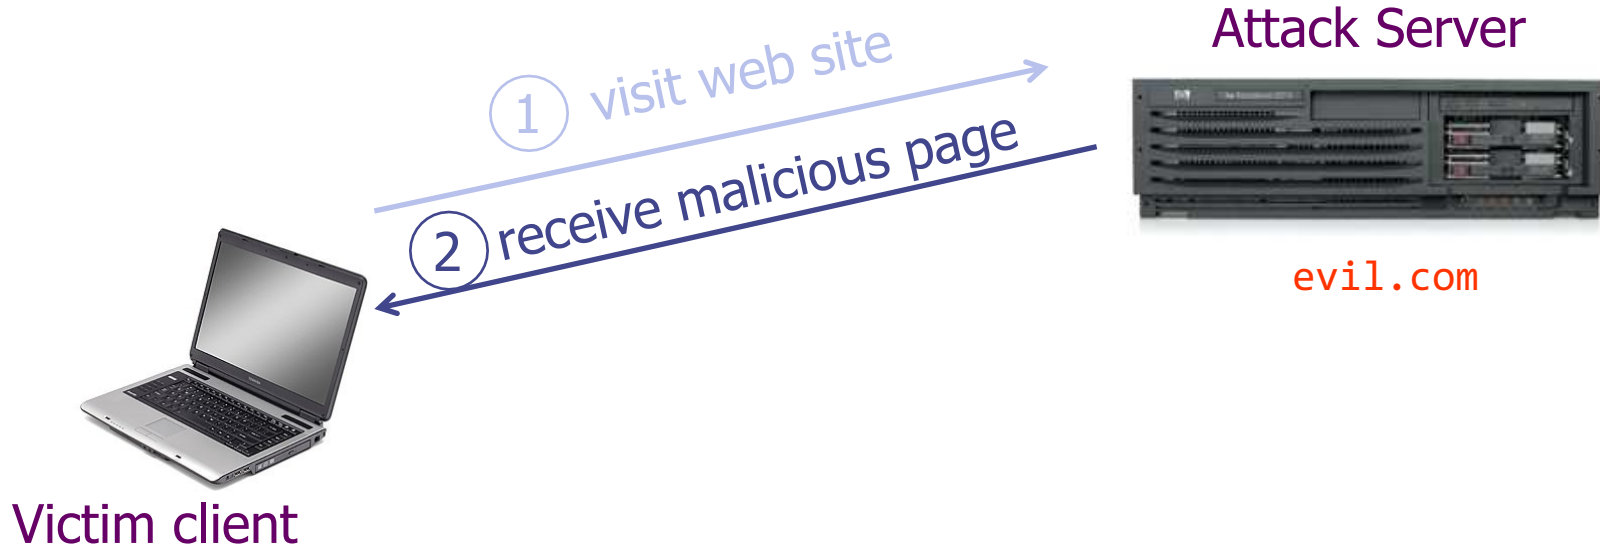 Attack Server
1 visit web site
2 receive malicious page
evil.com
Victim client